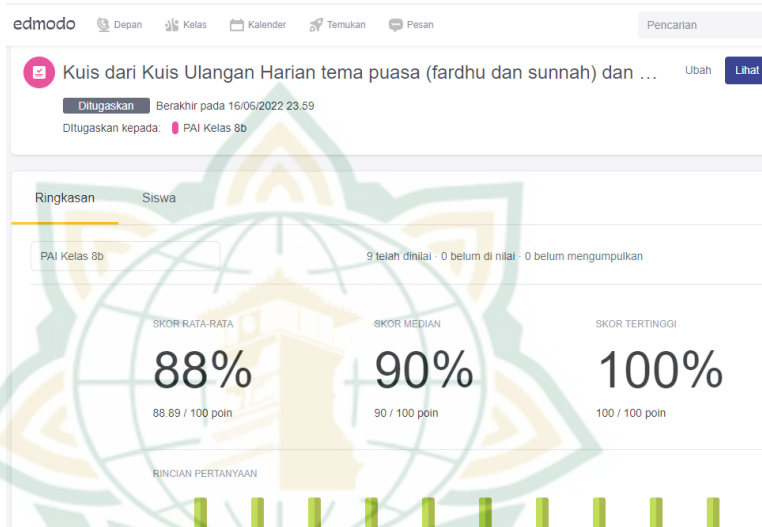 edmodo Depan Kelas Kalender Temukan Pesan Pencarian
Kuis dari Kuis Ulangan Harian tema puasa (fardhu dan sunnah) dan ... Ubah Lihat
Ditugaskan Berakhir pada 16/06/2022 23.59
DItugaskan kepada: PAI Kelas 8b
Ringkasan Siswa
PAI Kelas 8b 9 telah dinilai · 0 belum di nilai · 0 belum mengumpulkan
SKOR RATA-RATA SKOR MEDIAN SKOR TERTINGGI
88% 90% 100%
88.89 / 100 poin 90 / 100 poin 100 / 100 poin
RINCIAN PERTANYAAN